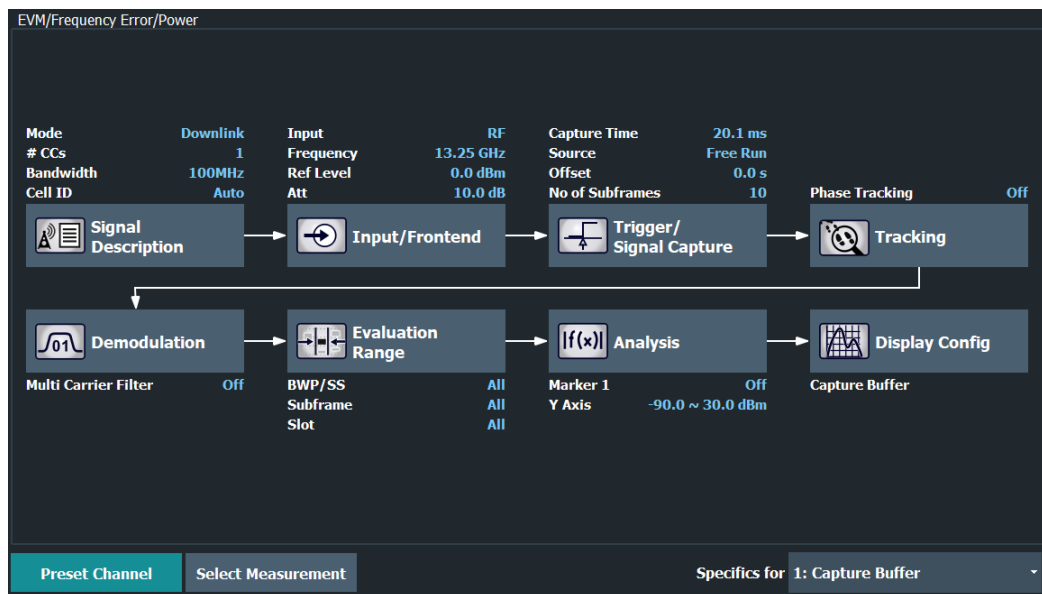 EVM/Frequency Error/Power
Mode Downlink
# CCs 1
Bandwidth 100MHz
Cell ID Auto
Input RF
Frequency 13.25 GHz
Ref Level 0.0 dBm
Att 10.0 dB
Capture Time 20.1 ms
Source Free Run
Offset 0.0 s
No of Subframes 10
Phase Tracking Off
Signal
Description
Input/Frontend
Trigger/
Signal Capture
Tracking
01
Demodulation
Evaluation
Range
|f(x)|
Analysis
Display Config
Multi Carrier Filter Off
BWP/SS All
Subframe All
Slot All
Marker 1 Off
Y Axis -90.0 ~ 30.0 dBm
Capture Buffer
Preset Channel
Select Measurement
Specifics for 1: Capture Buffer